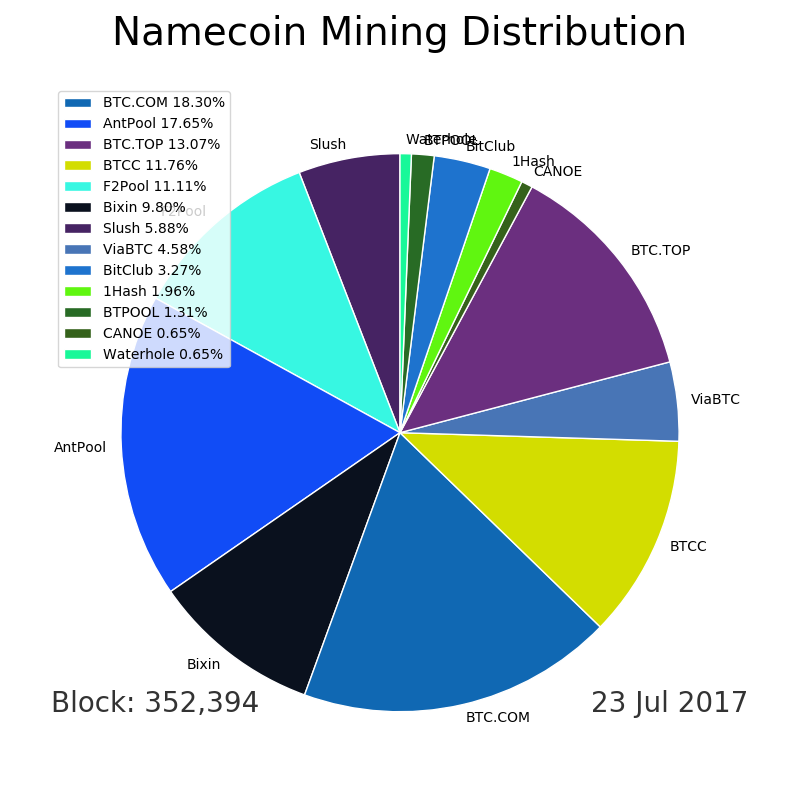 Namecoin Mining Distribution
BTC.COM 18.30%
AntPool 17.65%
BTC.TOP 13.07%
BTCC 11.76%
F2Pool 11.11%
Bixin 9.80%
Slush 5.88%
ViaBTC 4.58%
BitClub 3.27%
1Hash 1.96%
BTPOOL 1.31%
CANOE 0.65%
Waterhole 0.65%
Slush
Waterhole
BTPOOL
BitClub
1Hash
CANOE
F2Pool
BTC.TOP
ViaBTC
AntPool
BTCC
Bixin
BTC.COM
Block: 352,394
23 Jul 2017